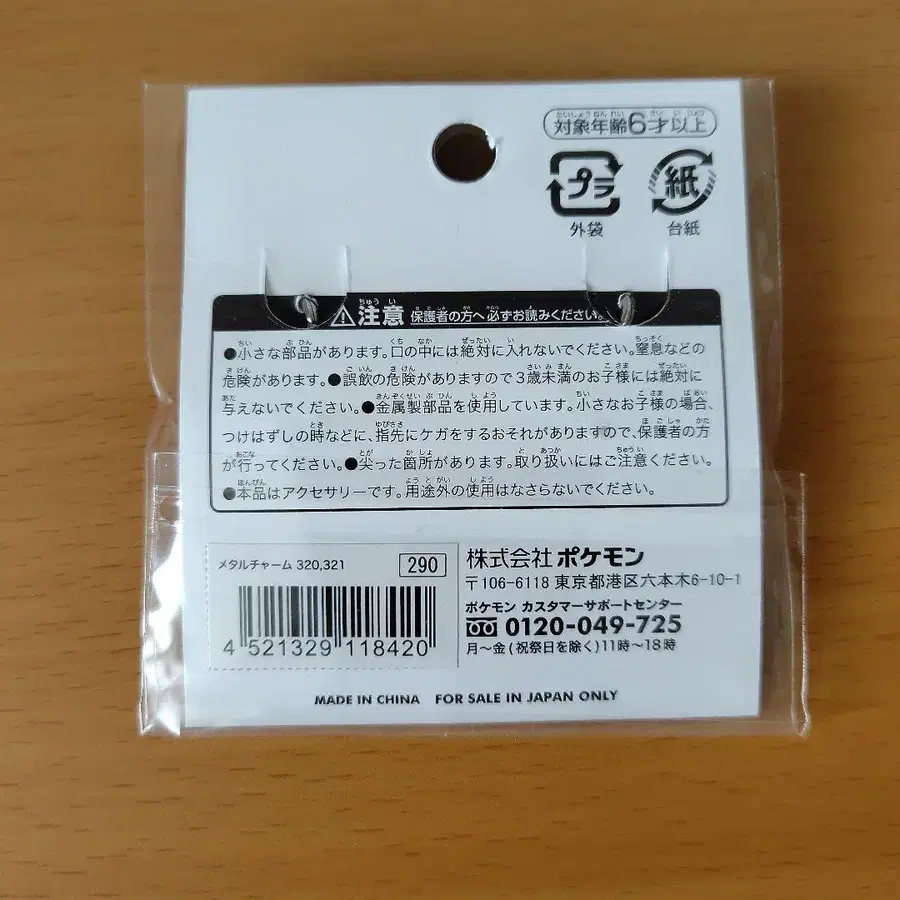 対象年齢6才以上
プラ
紙
外袋
台紙
注意 保護者の方へ必ずお読みください。
●小さな部品があります。口の中には絶対に入れないでください。窒息などの
危険があります。●誤飲の危険がありますので3歳未満のお子様には絶対に
与えないでください。●金属製部品を使用しています。小さなお子様の場合、
つけはずしの時などに、指先にケガをするおそれがありますので、保護者の方
が行ってください。●尖った箇所があります。取り扱いにはご注意ください。
●本品はアクセサリーです。用途外の使用はなさらないでください。
メタルチャーム 320,321 290
4 521329 118420
株式会社 ポケモン
〒106-6118 東京都港区六本木6-10-1
ポケモン カスタマーサポートセンター
0120-049-725
月〜金(祝祭日を除く)11時〜18時
MADE IN CHINA FOR SALE IN JAPAN ONLY